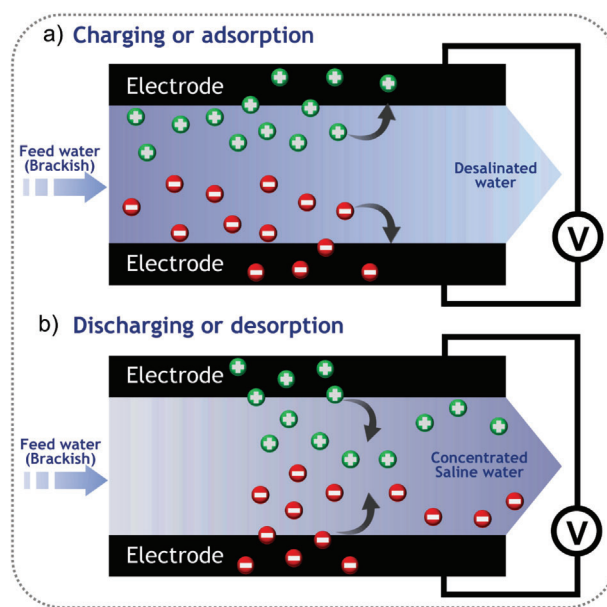 a) Charging or adsorption
Electrode
Feed water
(Brackish)
Desalinated
water
V
Electrode
b) Discharging or desorption
Electrode
Feed water
(Brackish)
Concentrated
Saline water
V
Electrode